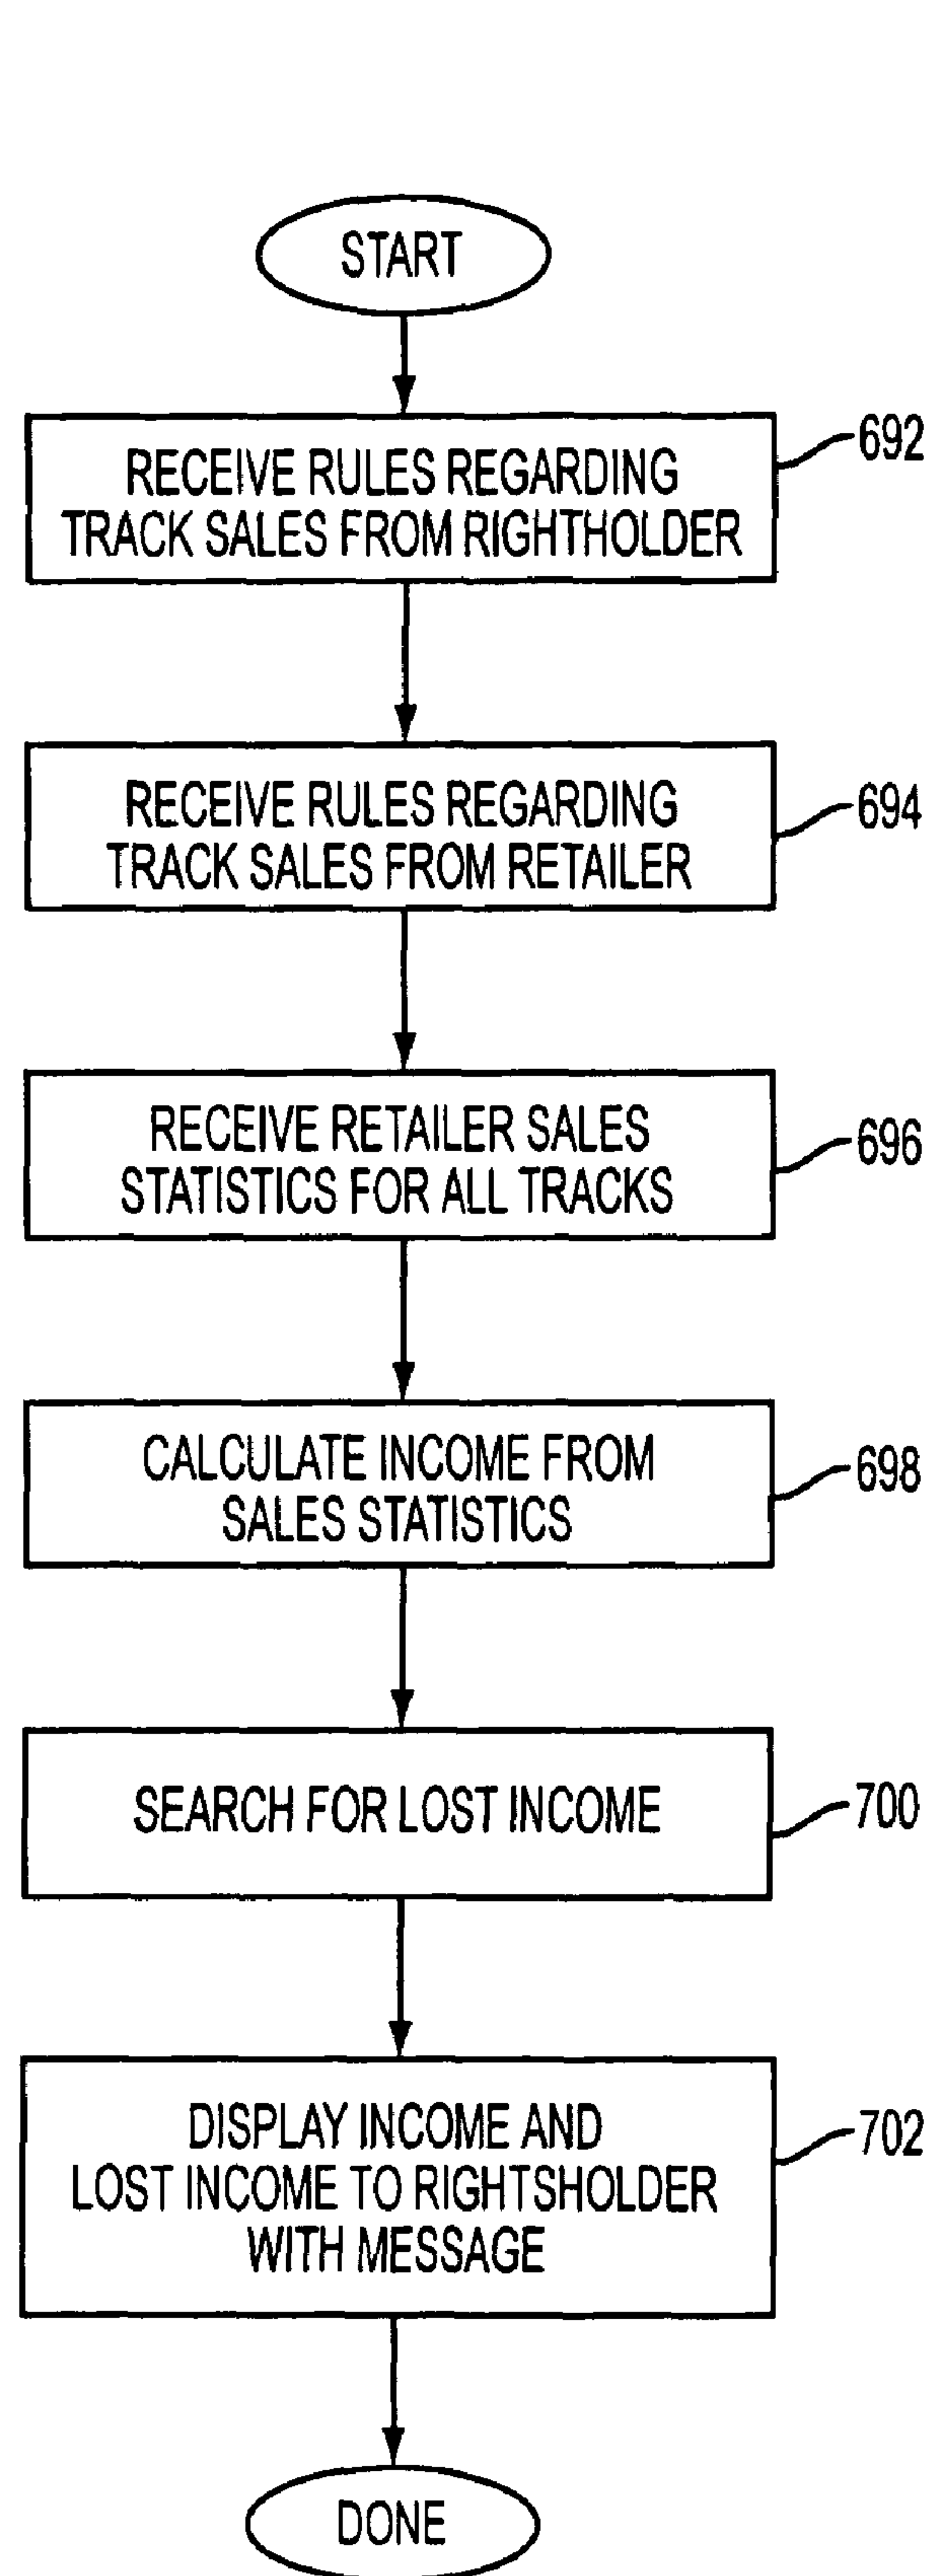 START
RECEIVE RULES REGARDING
TRACK SALES FROM RIGHTHOLDER
692
RECEIVE RULES REGARDING
TRACK SALES FROM RETAILER
694
RECEIVE RETAILER SALES
STATISTICS FOR ALL TRACKS
696
CALCULATE INCOME FROM
SALES STATISTICS
698
SEARCH FOR LOST INCOME
700
DISPLAY INCOME AND
LOST INCOME TO RIGHTSHOLDER
WITH MESSAGE
702
DONE